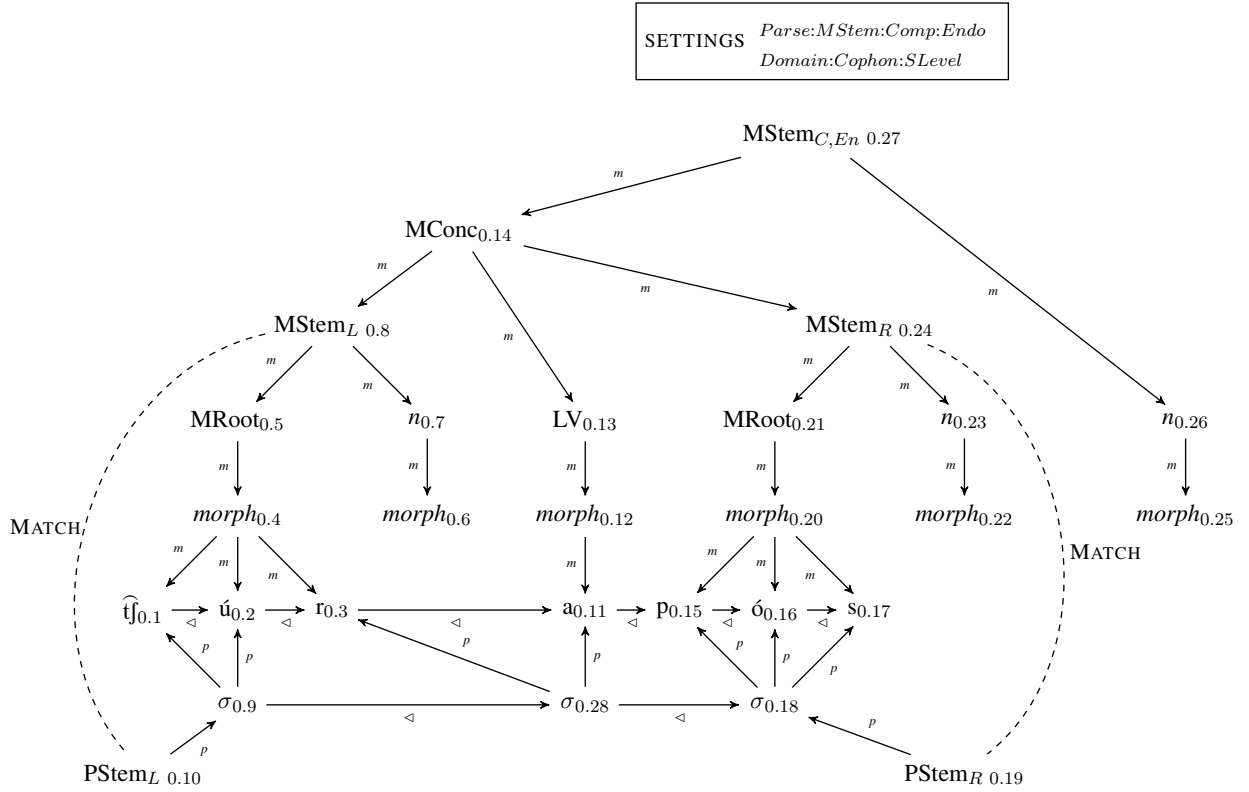 SETTINGS Parse:MStem:Comp:Endo
Domain:Cophon:SLevel
MStem_{C,En 0.27}
m
MConc_{0.14}
m m m
MStem_{L 0.8} MStem_{R 0.24}
m m m m m
MRoot_{0.5} n_{0.7} LV_{0.13} MRoot_{0.21} n_{0.23} n_{0.26}
m m m m m m
morph_{0.4} morph_{0.6} morph_{0.12} morph_{0.20} morph_{0.22} morph_{0.25}
MATCH MATCH
m m m m m m m
t͡ʃ_{0.1} ◁ ú_{0.2} ◁ r_{0.3} ◁ a_{0.11} ◁ p_{0.15} ◁ ó_{0.16} ◁ s_{0.17}
p p p p p p p
σ_{0.9} ◁ σ_{0.28} ◁ σ_{0.18}
p p
PStem_{L 0.10} PStem_{R 0.19}